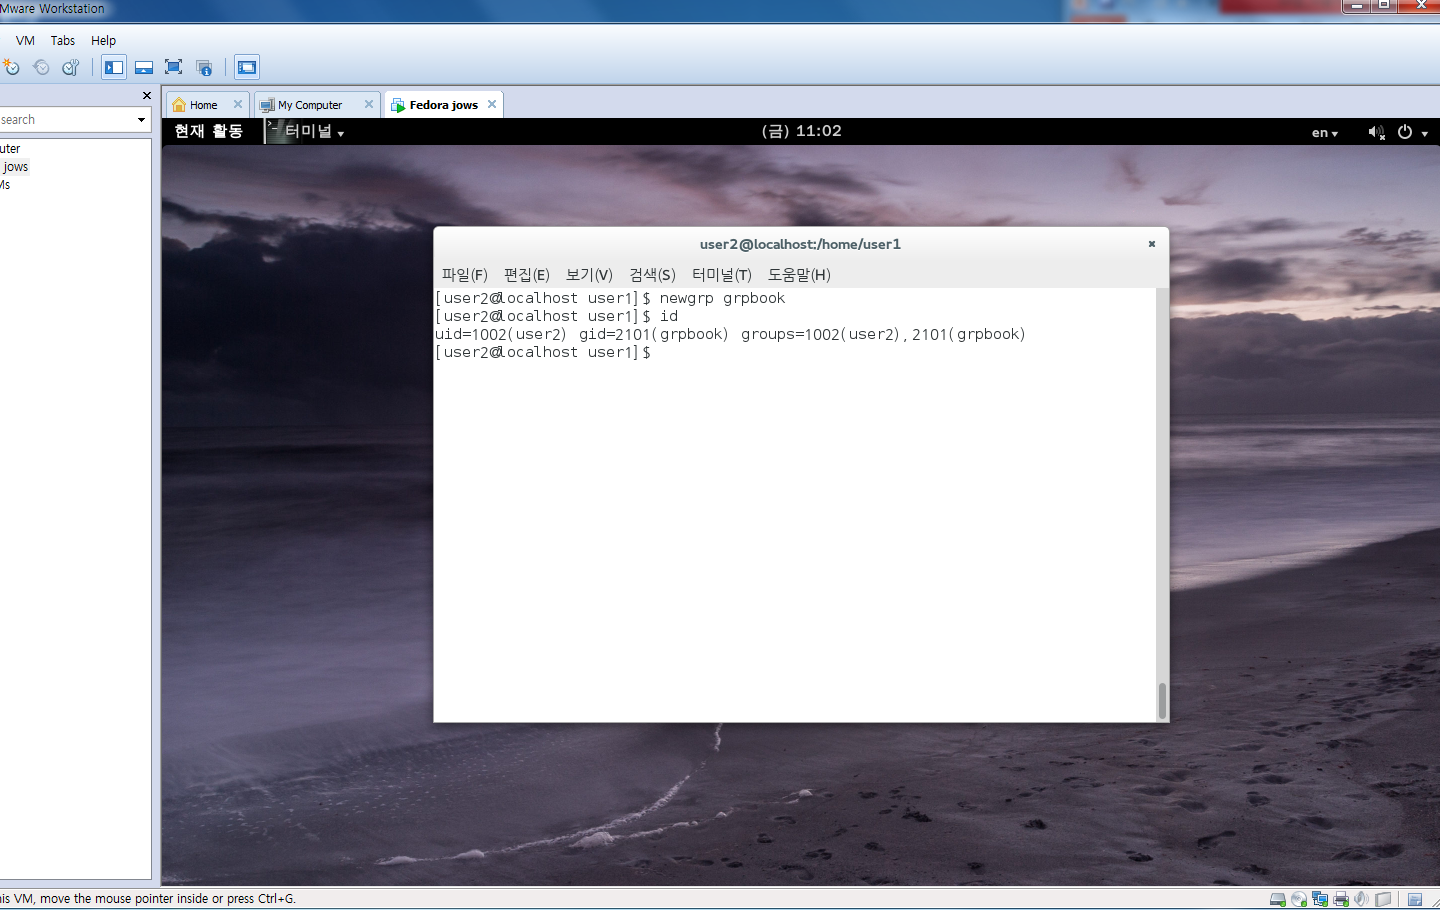 Mware Workstation
VM Tabs Help
search
uter
jows
Ms
Home
My Computer
Fedora jows
현재 활동 터미널 (금) 11:02 en
user2@localhost:/home/user1
파일(F) 편집(E) 보기(V) 검색(S) 터미널(T) 도움말(H)
[user2@localhost user1]$ newgrp grpbook
[user2@localhost user1]$ id
uid=1002(user2) gid=2101(grpbook) groups=1002(user2),2101(grpbook)
[user2@localhost user1]$
his VM, move the mouse pointer inside or press Ctrl+G.